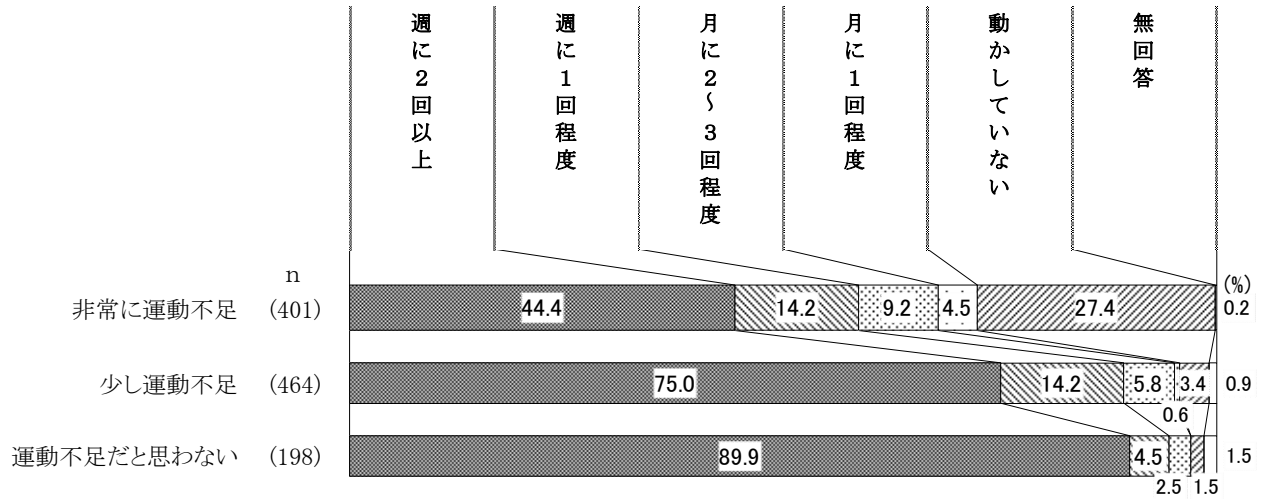 週に2回以上
週に1回程度
月に2～3回程度
月に1回程度
動かしていない
無回答
n
(%)
非常に運動不足 (401) 44.4 14.2 9.2 4.5 27.4 0.2
少し運動不足 (464) 75.0 14.2 5.8 0.6 3.4 0.9
運動不足だと思わない (198) 89.9 4.5 2.5 1.5 1.5